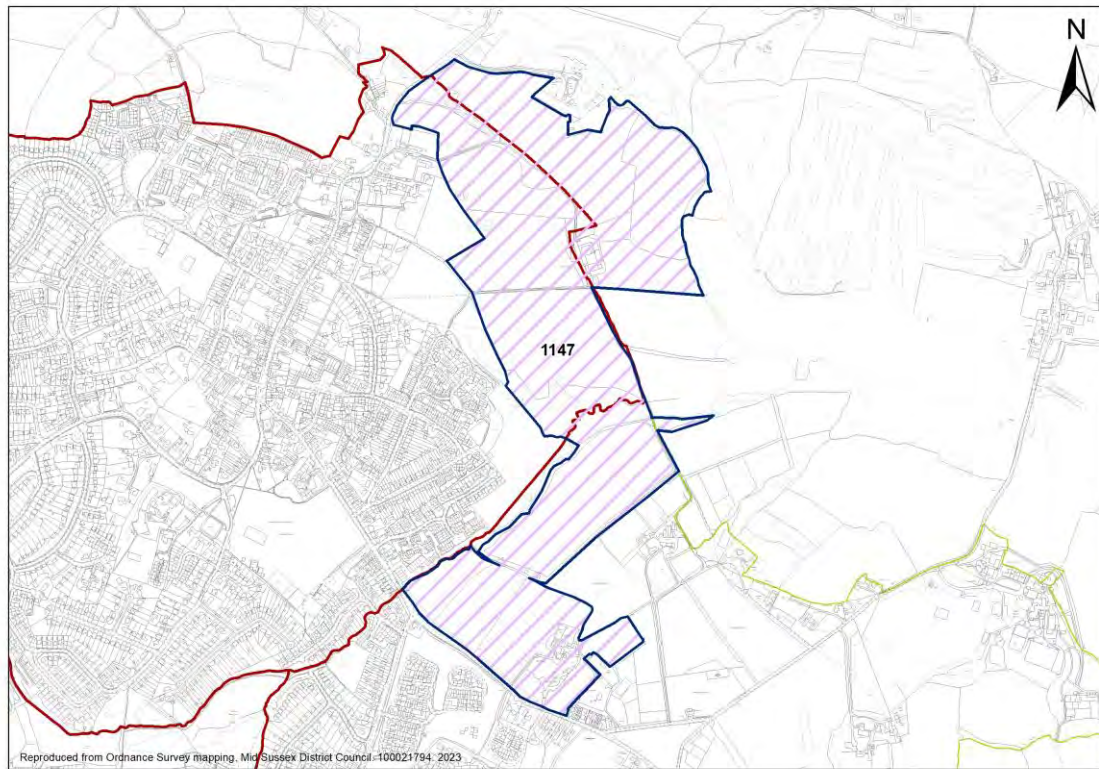 N
1147
Reproduced from Ordnance Survey mapping, Mid Sussex District Council. 100021794. 2023